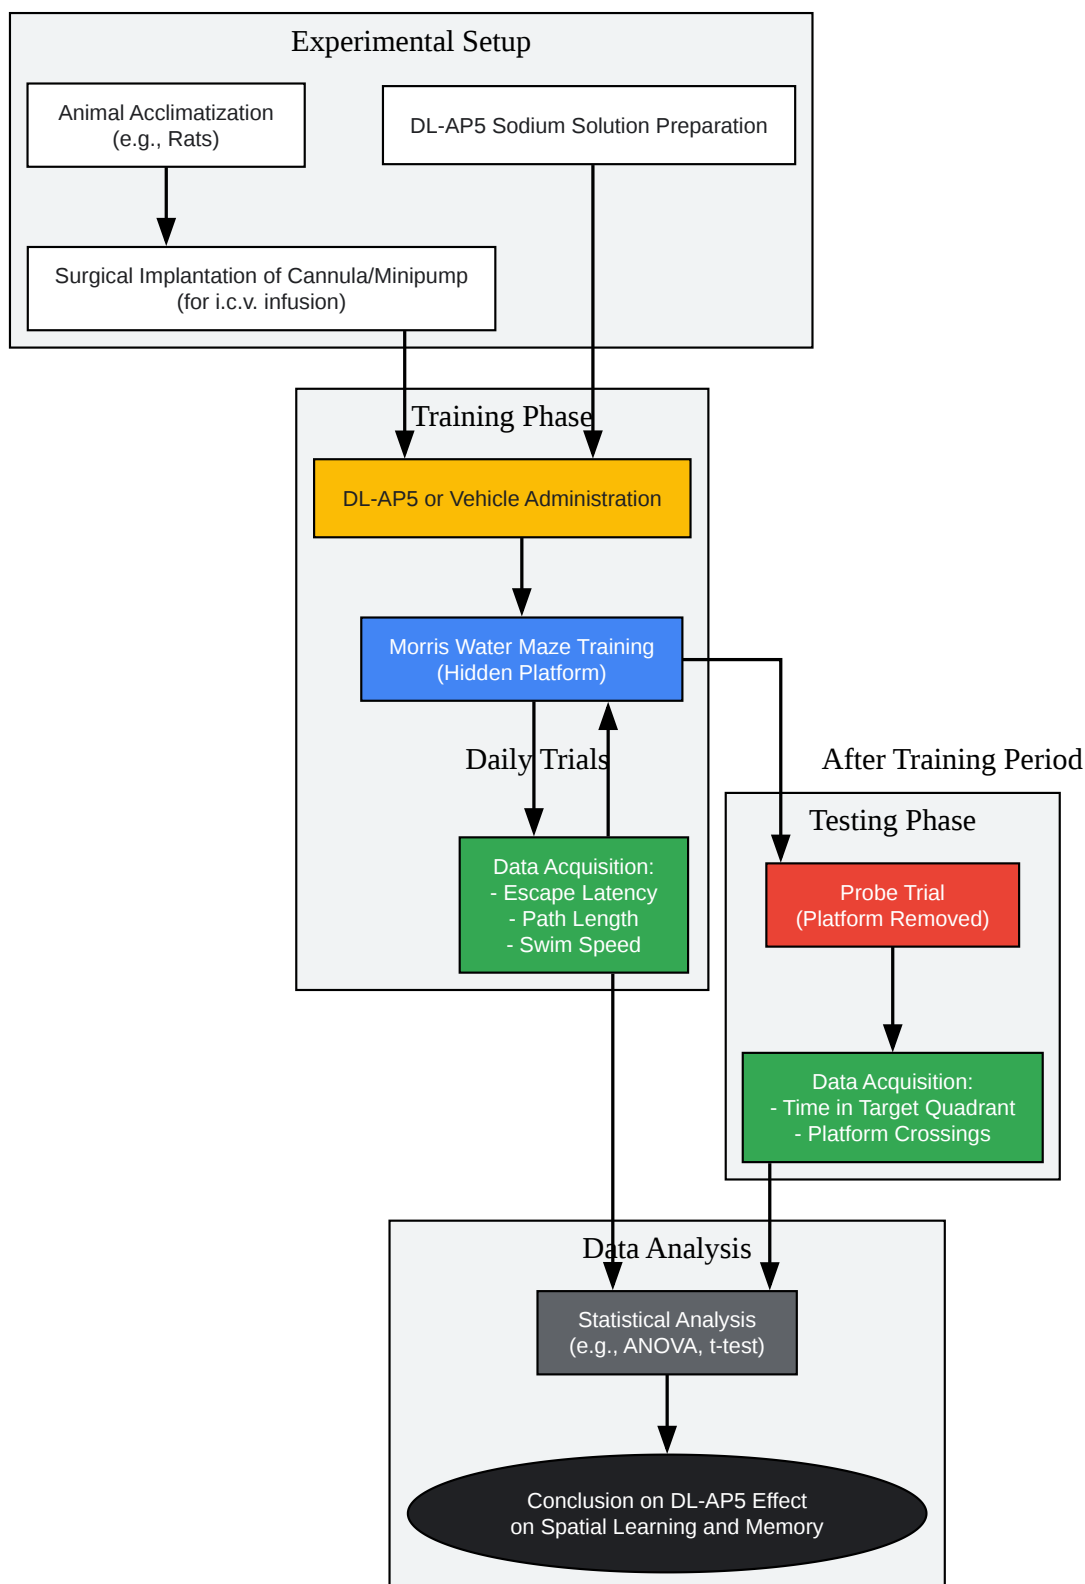 Experimental Setup
Animal Acclimatization
(e.g., Rats)
DL-AP5 Sodium Solution Preparation
Surgical Implantation of Cannula/Minipump
(for i.c.v. infusion)
Training Phase
DL-AP5 or Vehicle Administration
Morris Water Maze Training
(Hidden Platform)
Daily Trials
After Training Period
Data Acquisition:
- Escape Latency
- Path Length
- Swim Speed
Testing Phase
Probe Trial
(Platform Removed)
Data Acquisition:
- Time in Target Quadrant
- Platform Crossings
Data Analysis
Statistical Analysis
(e.g., ANOVA, t-test)
Conclusion on DL-AP5 Effect
on Spatial Learning and Memory